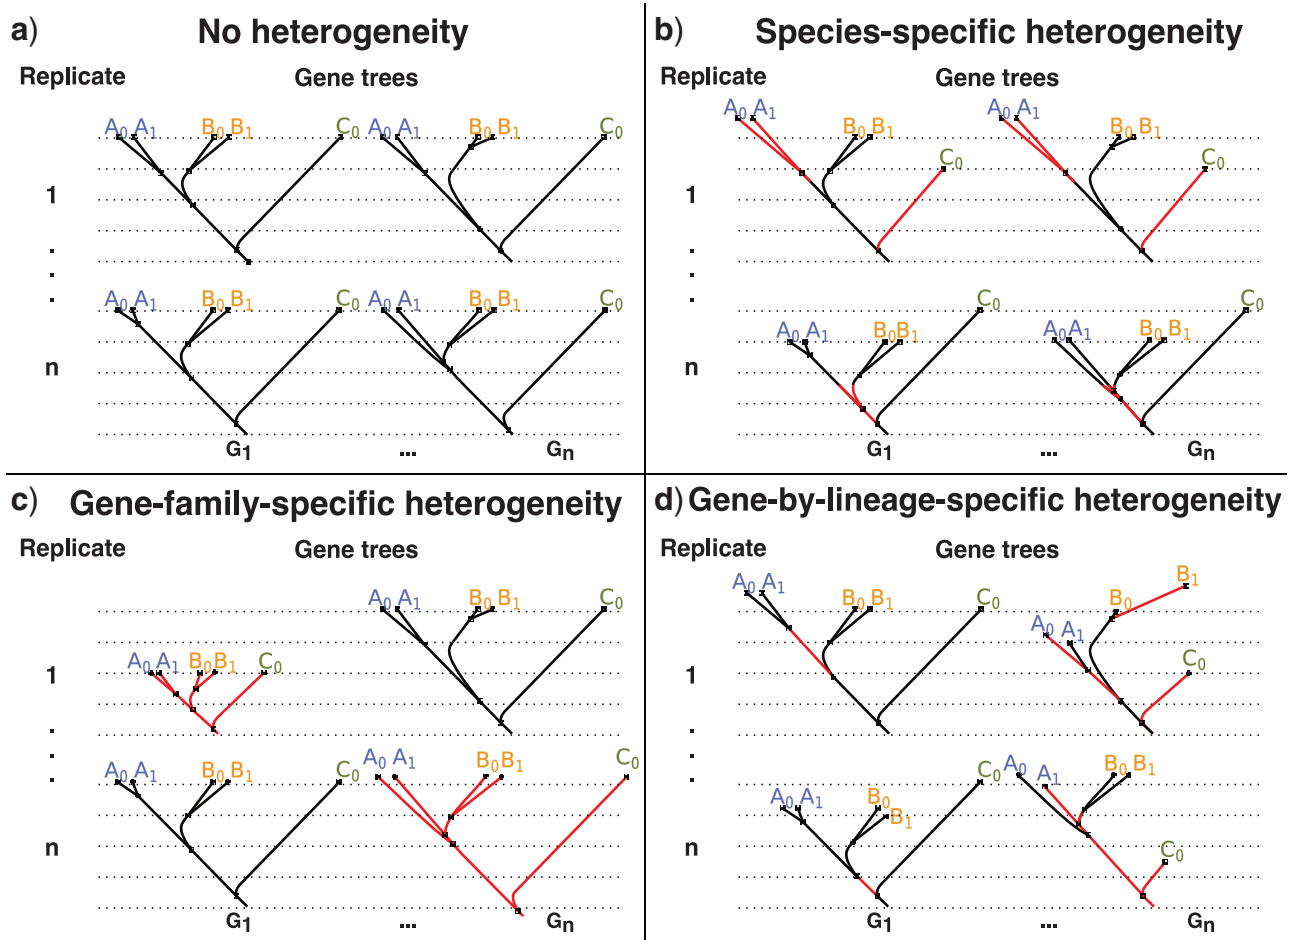 a) No heterogeneity
Replicate Gene trees
A0 A1 B0 B1 C0 A0 A1 B0 B1 C0
1
A0 A1 B0 B1 C0 A0 A1 B0 B1 C0
n
G1 ... Gn
b) Species-specific heterogeneity
Replicate Gene trees
A0 A1 B0 B1 C0 A0 A1 B0 B1 C0
1
A0 A1 B0 B1 C0 A0 A1 B0 B1 C0
n
G1 ... Gn
c) Gene-family-specific heterogeneity
Replicate Gene trees
A0 A1 B0 B1 C0 A0 A1 B0 B1 C0
1
A0 A1 B0 B1 C0 A0 A1 B0 B1 C0
n
G1 ... Gn
d) Gene-by-lineage-specific heterogeneity
Replicate Gene trees
A0 A1 B0 B1 C0 A0 A1 B0 B1 C0
1
A0 A1 B0 B1 C0 A0 A1 B0 B1 C0
n
G1 ... Gn